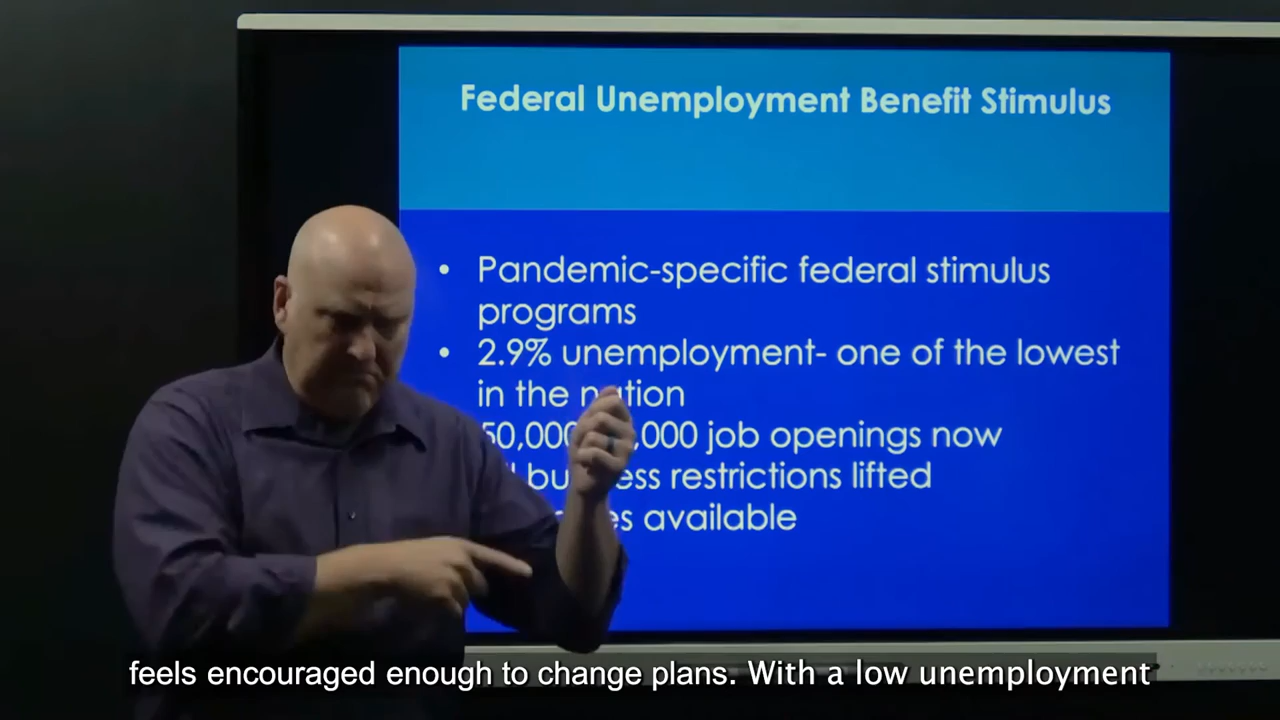 Federal Unemployment Benefit Stimulus
• Pandemic-specific federal stimulus
programs
• 2.9% unemployment- one of the lowest
in the nation
000 job openings now
restrictions lifted
available
feels encouraged enough to change plans. With a low unemployment